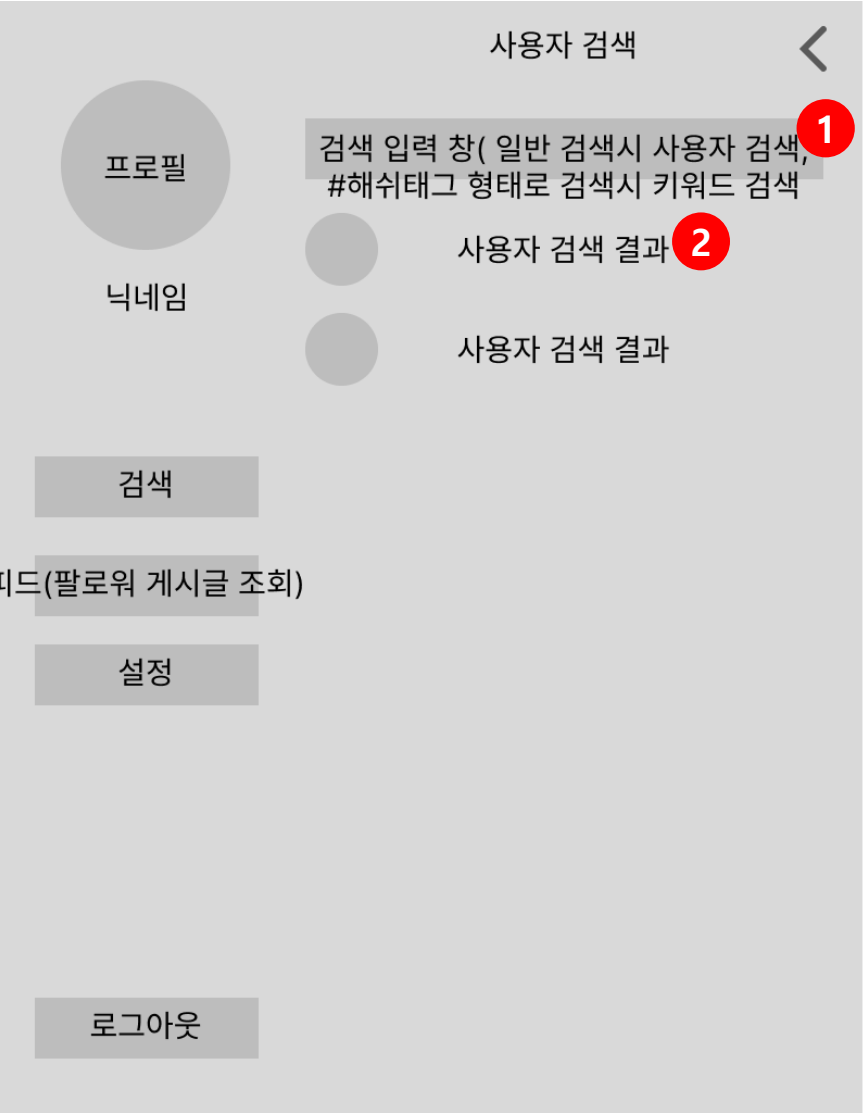 사용자 검색
프로필
닉네임
검색 입력 창( 일반 검색시 사용자 검색,
#해쉬태그 형태로 검색시 키워드 검색
1
사용자 검색 결과
2
사용자 검색 결과
검색
(팔로워 게시글 조회)
설정
로그아웃